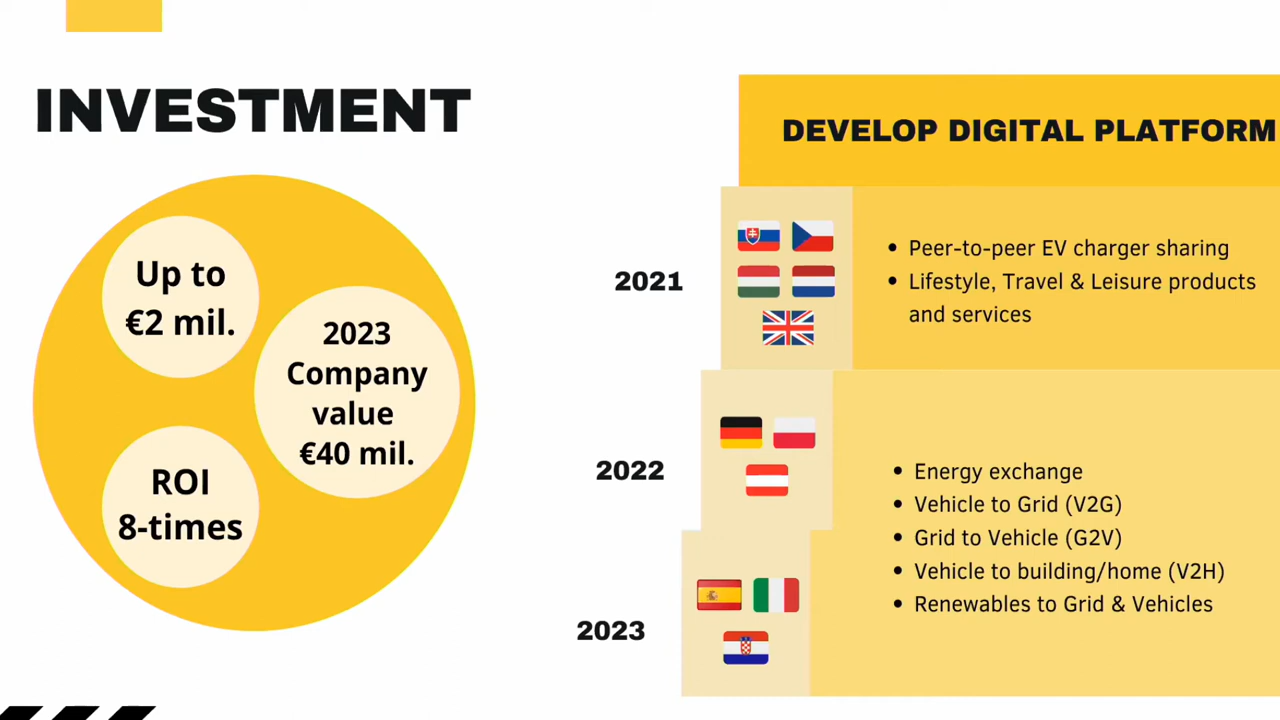 INVESTMENT
Up to
€2 mil.
2023
Company
value
€40 mil.
ROI
8-times
DEVELOP DIGITAL PLATFORM
2021
• Peer-to-peer EV charger sharing
• Lifestyle, Travel & Leisure products
and services
2022
2023
• Energy exchange
• Vehicle to Grid (V2G)
• Grid to Vehicle (G2V)
• Vehicle to building/home (V2H)
• Renewables to Grid & Vehicles